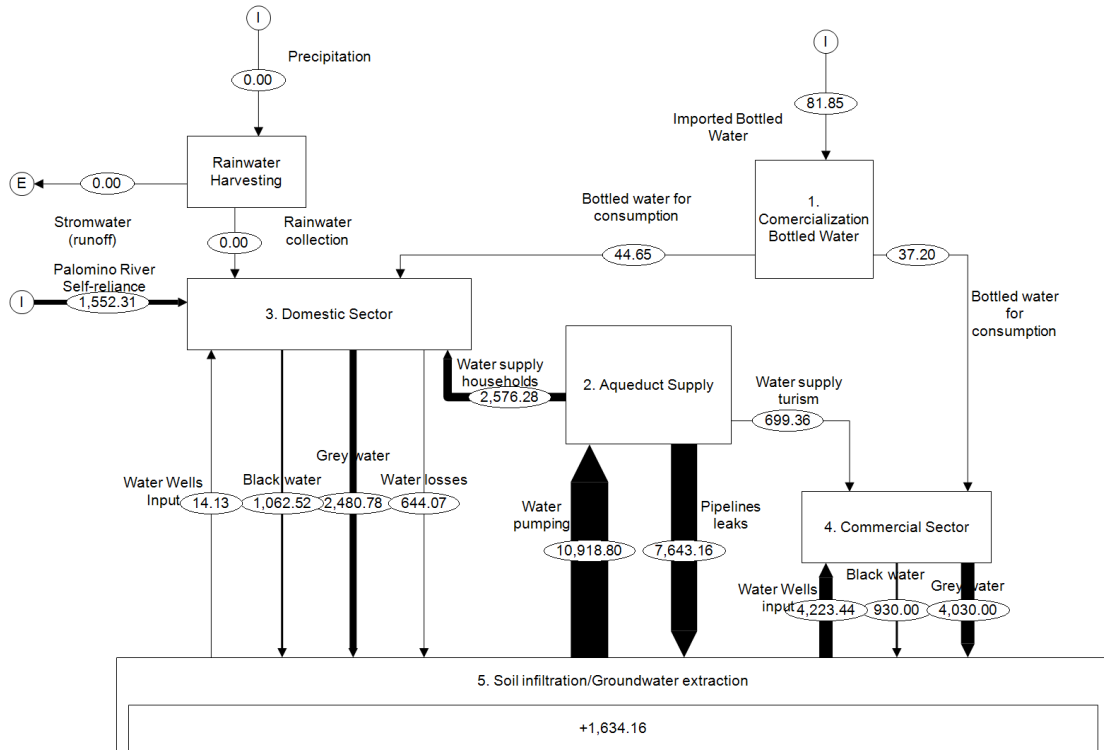 I
I
Precipitation
0.00
81.85
Imported Bottled
Water
Rainwater
Harvesting
E
0.00
1.
Comercialization
Bottled Water
Stromwater
(runoff)
0.00
Rainwater
collection
Bottled water for
consumption
44.65
37.20
Palomino River
Self-reliance
I
1,552.31
3. Domestic Sector
Bottled water
for
consumption
Water supply
households
2,576.28
2. Aqueduct Supply
Water supply
turism
699.36
Water Wells
Input
14.13
Black water
1,062.52
Grey water
2,480.78
Water losses
644.07
Water
pumping
10,918.80
Pipelines
leaks
7,643.16
4. Commercial Sector
Water Wells
input
4,223.44
Black water
930.00
Grey water
4,030.00
5. Soil infiltration/Groundwater extraction
+1,634.16